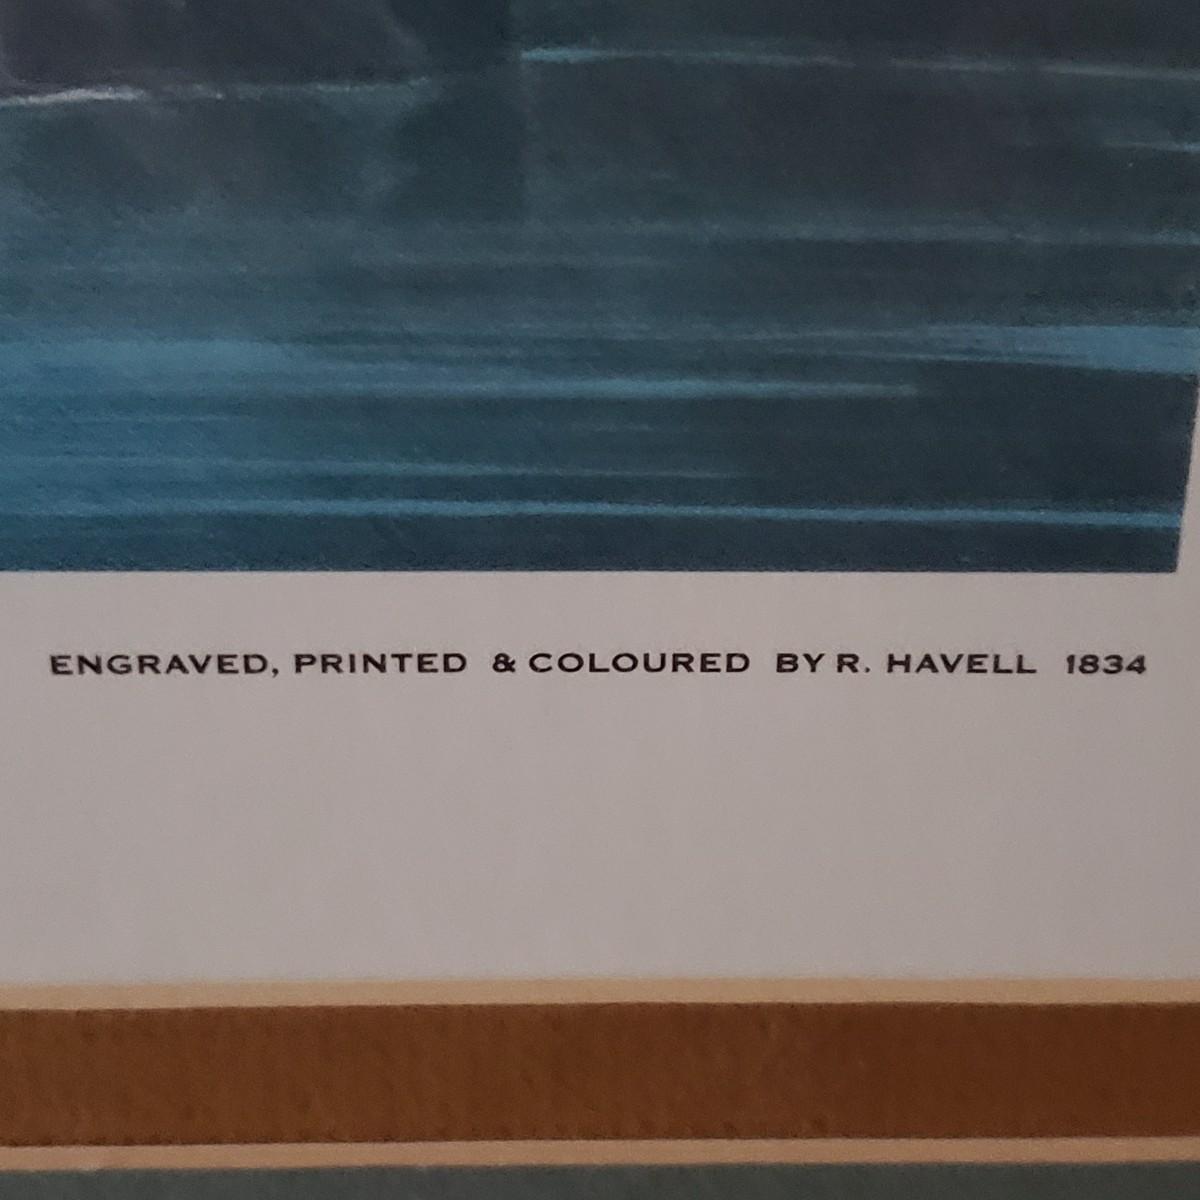 ENGRAVED, PRINTED & COLOURED BY R. HAVELL 1834